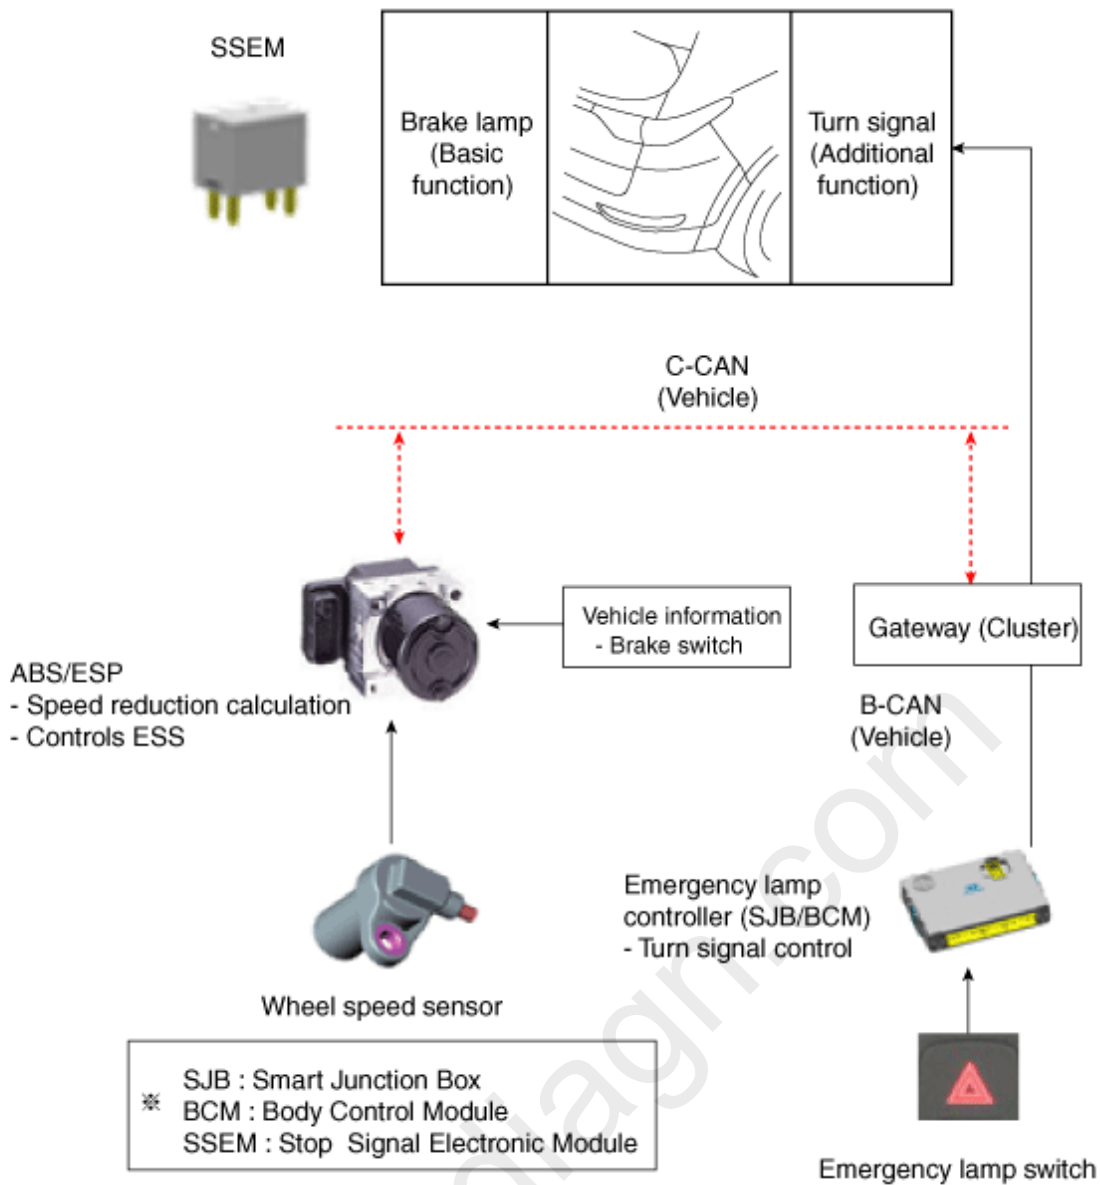 SSEM
Brake lamp
(Basic
function)
Turn signal
(Additional
function)
C-CAN
(Vehicle)
Vehicle information
- Brake switch
Gateway (Cluster)
ABS/ESP
- Speed reduction calculation
- Controls ESS
B-CAN
(Vehicle)
Emergency lamp
controller (SJB/BCM)
- Turn signal control
Wheel speed sensor
※ SJB : Smart Junction Box
BCM : Body Control Module
SSEM : Stop Signal Electronic Module
Emergency lamp switch
diagn.com